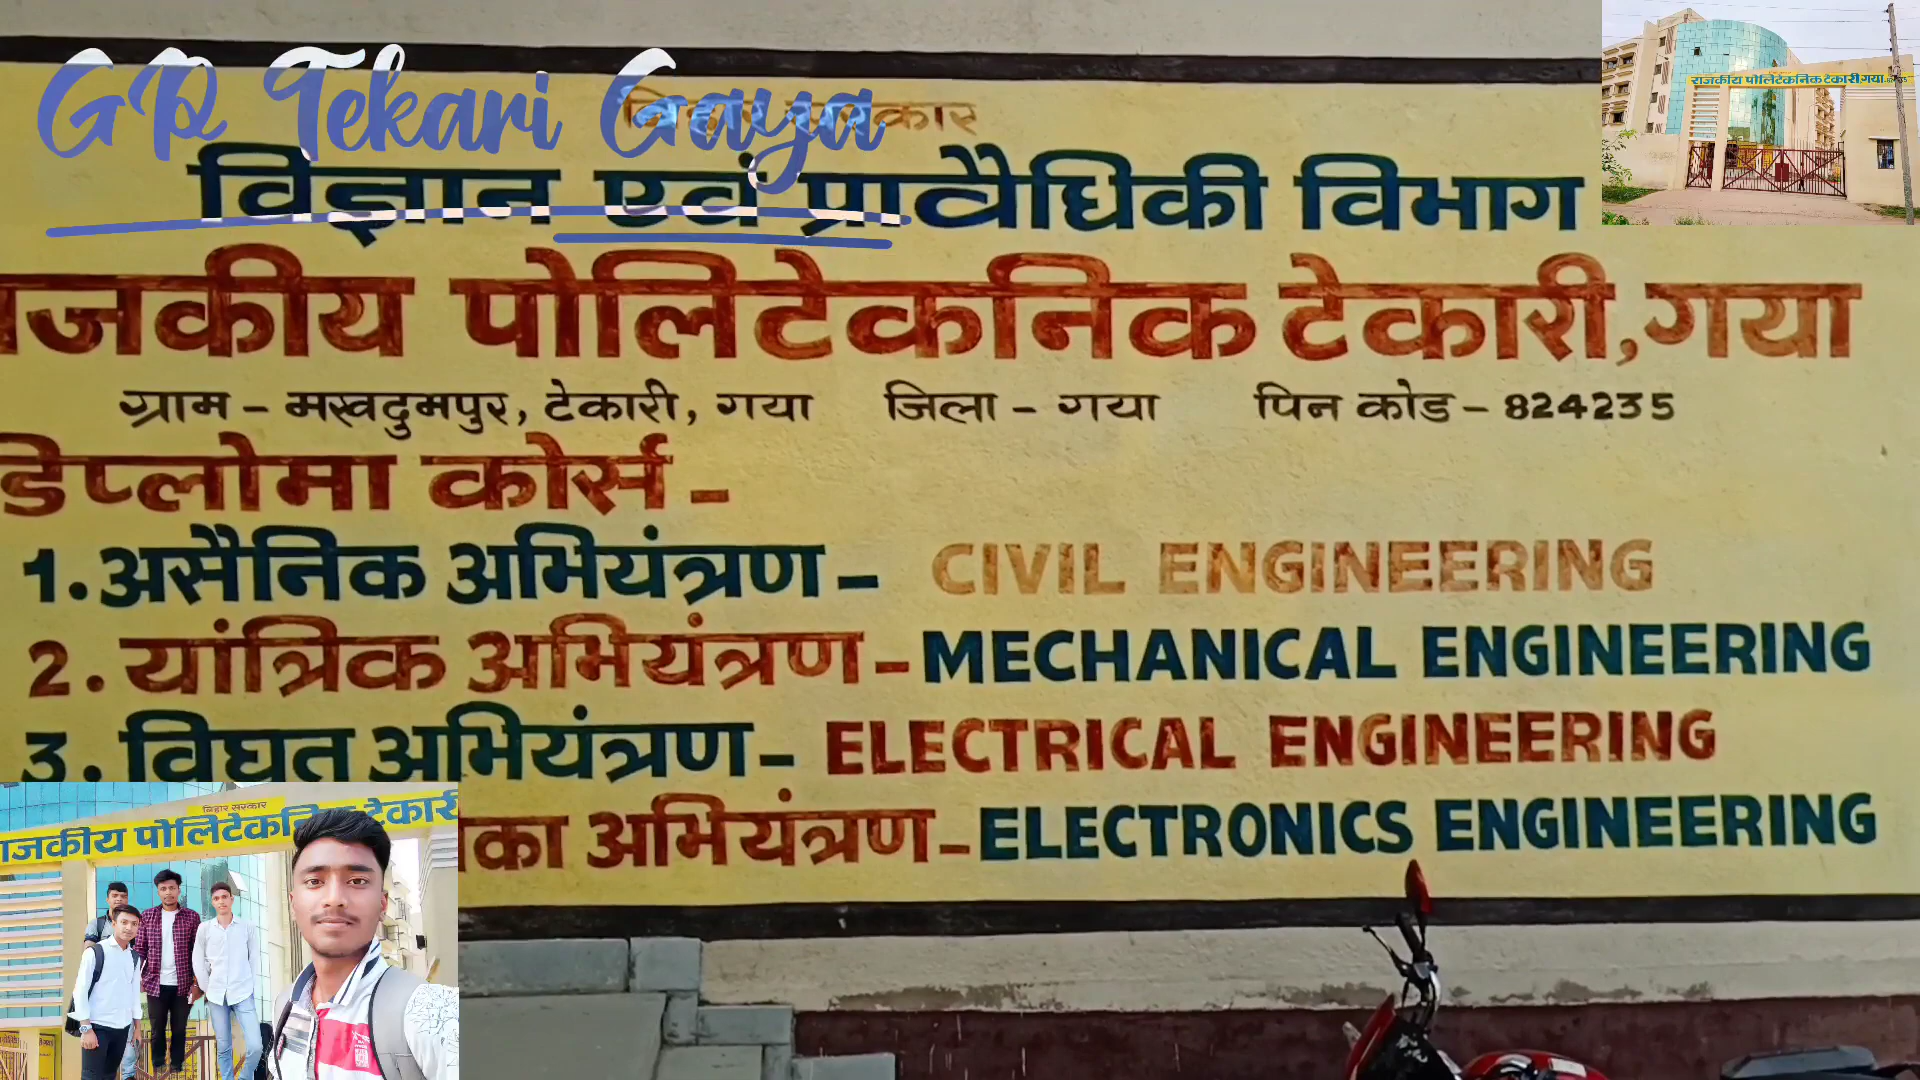 GP Tekari Gaya
विज्ञान एवं प्रावैधिकी विभाग
राजकीय पोलिटेकनिक टेकारी, गया
ग्राम - मखदुमपुर, टेकारी, गया जिला - गया पिन कोड - 824235
डिप्लोमा कोर्स -
1. असैनिक अभियंत्रण - CIVIL ENGINEERING
2. यांत्रिक अभियंत्रण - MECHANICAL ENGINEERING
3. विघुत अभियंत्रण - ELECTRICAL ENGINEERING
अभियंत्रण - ELECTRONICS ENGINEERING
राजकीय पोलिटेकनिक टेकारी,गया
बिहार सरकार
राजकीय पोलिटेकनिक टेकारी